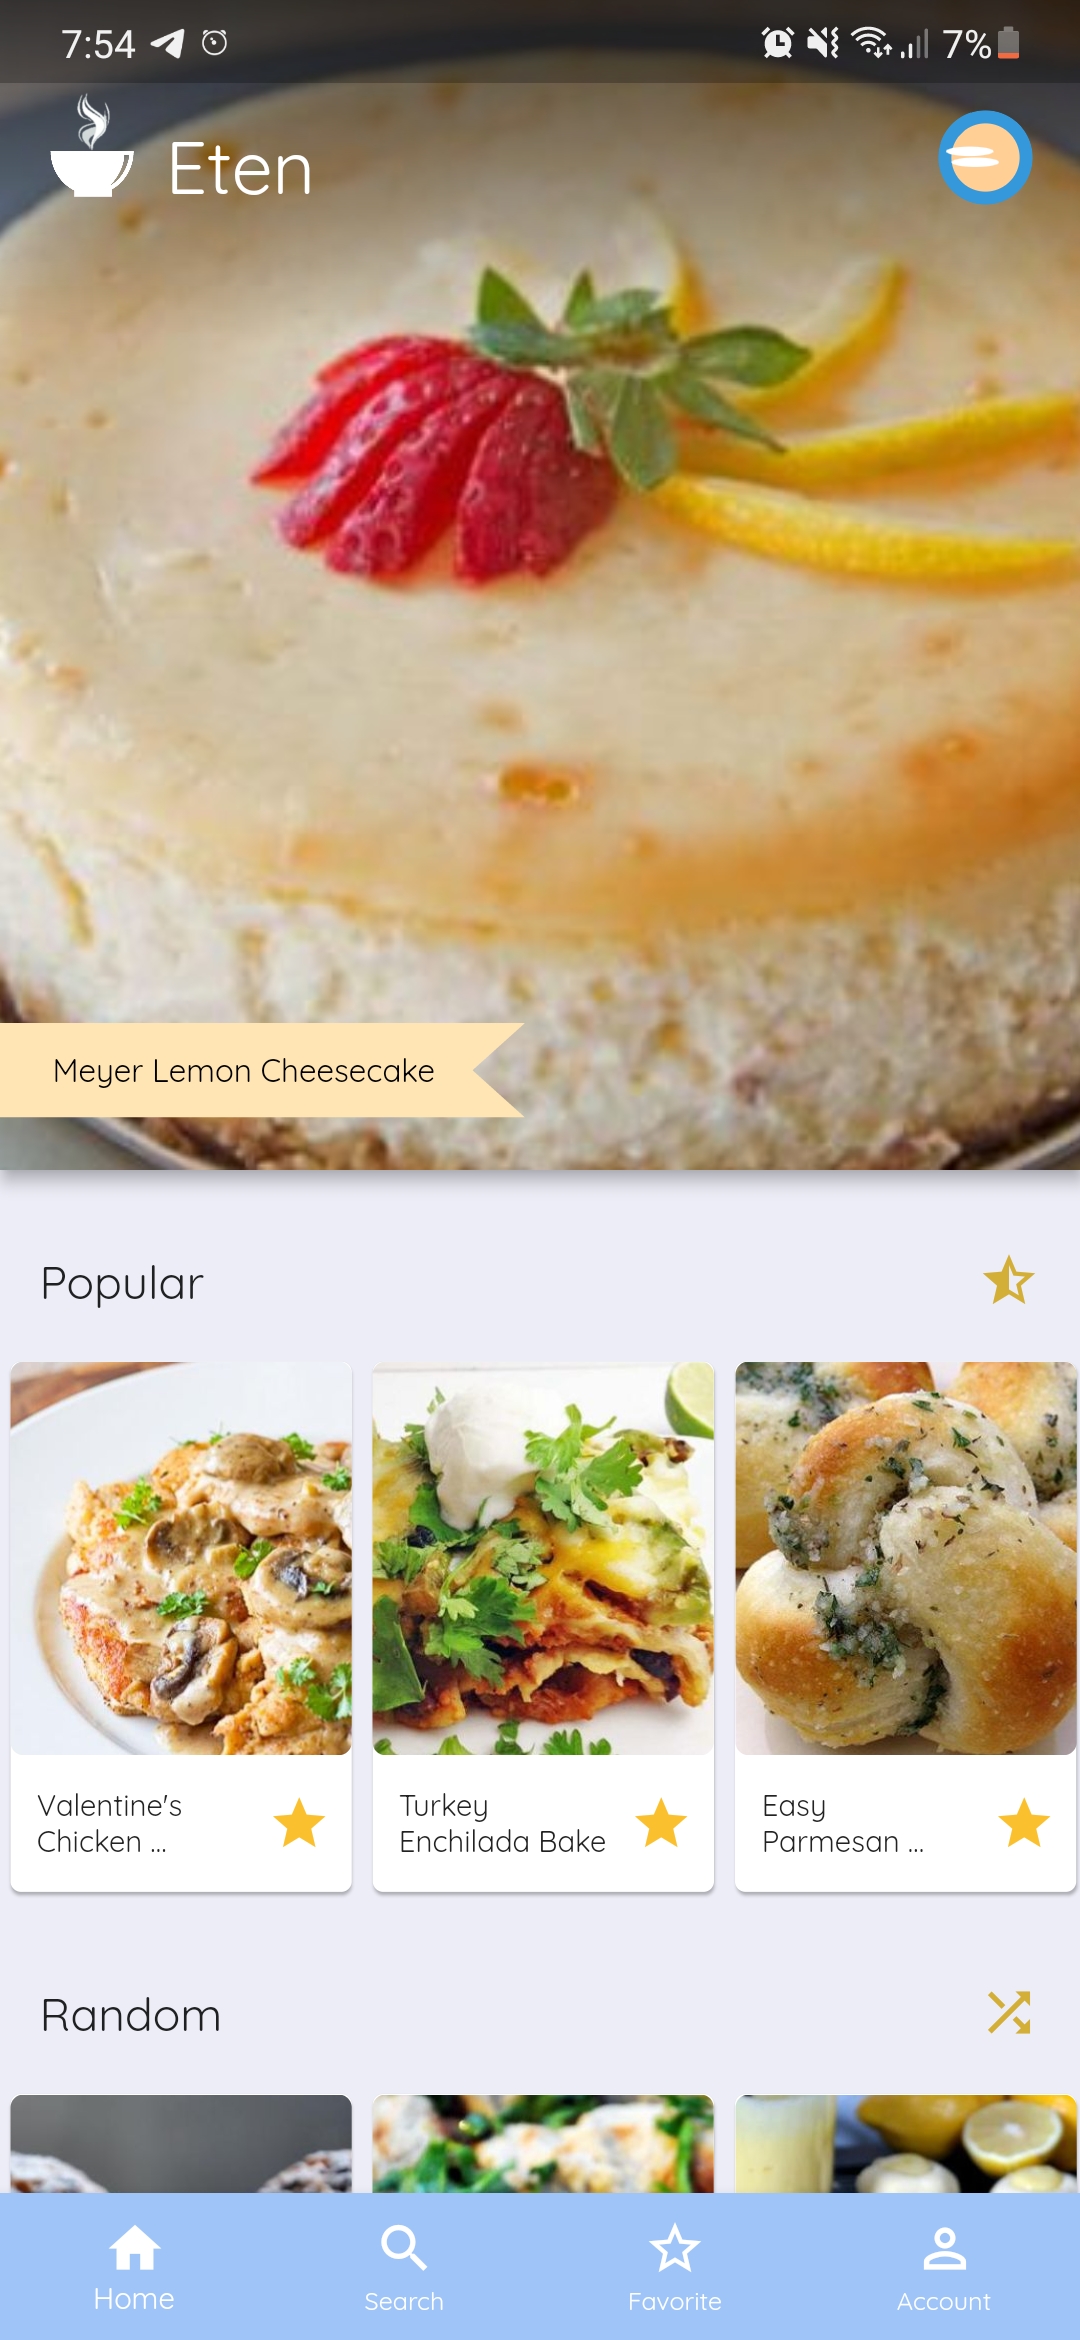 7:54
7%
Eten
Meyer Lemon Cheesecake
Popular
Valentine's
Chicken ...
Turkey
Enchilada Bake
Easy
Parmesan ...
Random
Home
Search
Favorite
Account